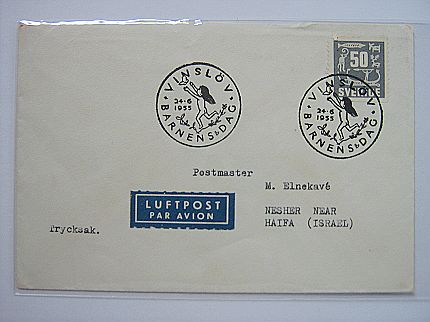 50
SVERIGE
VINSLÖV
24·6
1955
BARNENS DAG
VINSLÖV
24·6
1955
BARNENS DAG
Postmaster
M. Elnekavé
LUFTPOST
PAR AVION
NESHER NEAR
HAIFA (ISRAEL)
Trycksak.